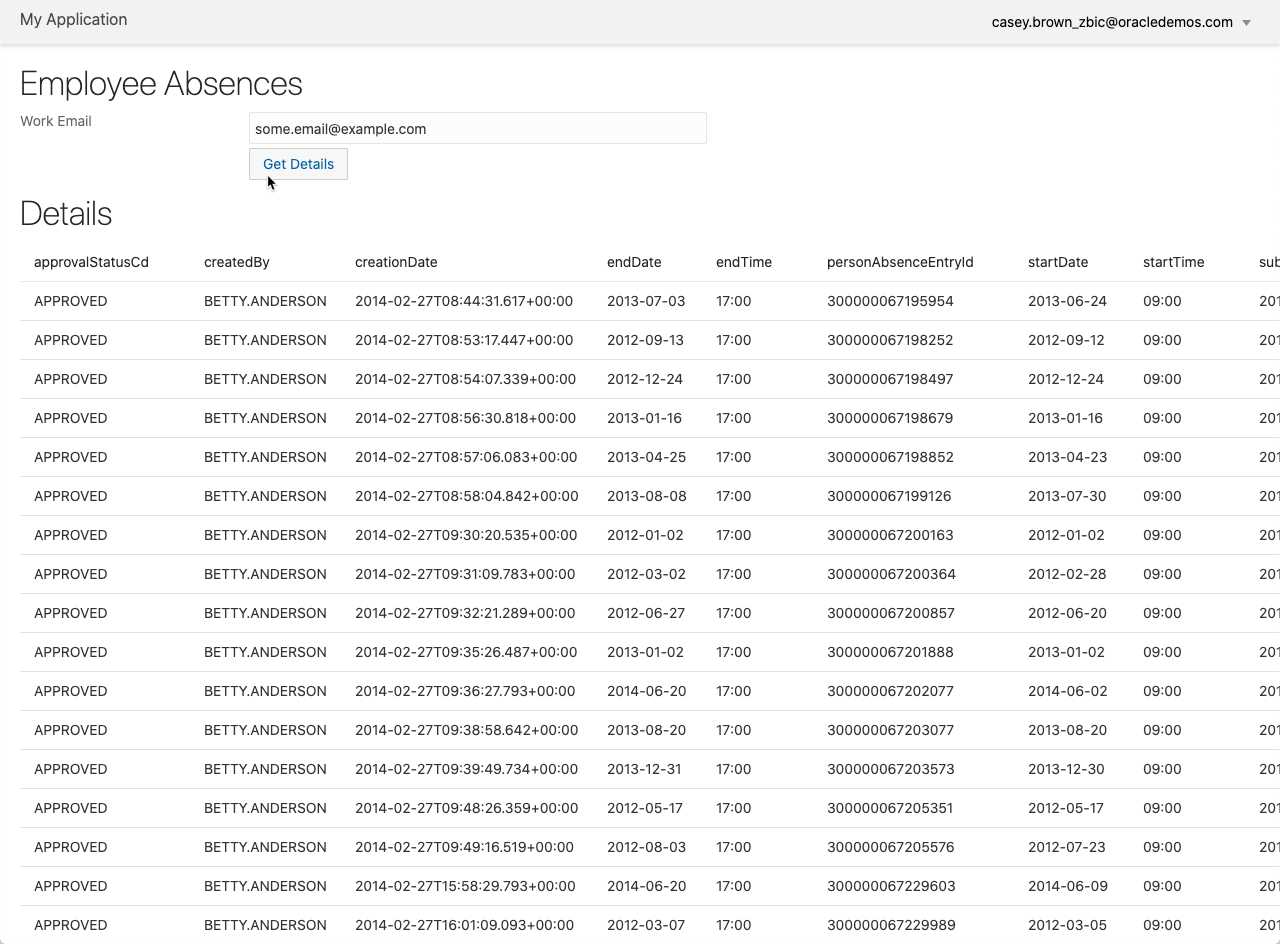 My Application casey.brown_zbic@oracledemos.com
Employee Absences
Work Email some.email@example.com
Get Details
Details
approvalStatusCd createdBy creationDate endDate endTime personAbsenceEntryId startDate startTime sub
APPROVED BETTY.ANDERSON 2014-02-27T08:44:31.617+00:00 2013-07-03 17:00 300000067195954 2013-06-24 09:00 201
APPROVED BETTY.ANDERSON 2014-02-27T08:53:17.447+00:00 2012-09-13 17:00 300000067198252 2012-09-12 09:00 201
APPROVED BETTY.ANDERSON 2014-02-27T08:54:07.339+00:00 2012-12-24 17:00 300000067198497 2012-12-24 09:00 201
APPROVED BETTY.ANDERSON 2014-02-27T08:56:30.818+00:00 2013-01-16 17:00 300000067198679 2013-01-16 09:00 201
APPROVED BETTY.ANDERSON 2014-02-27T08:57:06.083+00:00 2013-04-25 17:00 300000067198852 2013-04-23 09:00 201
APPROVED BETTY.ANDERSON 2014-02-27T08:58:04.842+00:00 2013-08-08 17:00 300000067199126 2013-07-30 09:00 201
APPROVED BETTY.ANDERSON 2014-02-27T09:30:20.535+00:00 2012-01-02 17:00 300000067200163 2012-01-02 09:00 201
APPROVED BETTY.ANDERSON 2014-02-27T09:31:09.783+00:00 2012-03-02 17:00 300000067200364 2012-02-28 09:00 201
APPROVED BETTY.ANDERSON 2014-02-27T09:32:21.289+00:00 2012-06-27 17:00 300000067200857 2012-06-20 09:00 201
APPROVED BETTY.ANDERSON 2014-02-27T09:35:26.487+00:00 2013-01-02 17:00 300000067201888 2013-01-02 09:00 201
APPROVED BETTY.ANDERSON 2014-02-27T09:36:27.793+00:00 2014-06-20 17:00 300000067202077 2014-06-02 09:00 201
APPROVED BETTY.ANDERSON 2014-02-27T09:38:58.642+00:00 2013-08-20 17:00 300000067203077 2013-08-20 09:00 201
APPROVED BETTY.ANDERSON 2014-02-27T09:39:49.734+00:00 2013-12-31 17:00 300000067203573 2013-12-30 09:00 201
APPROVED BETTY.ANDERSON 2014-02-27T09:48:26.359+00:00 2012-05-17 17:00 300000067205351 2012-05-17 09:00 201
APPROVED BETTY.ANDERSON 2014-02-27T09:49:16.519+00:00 2012-08-03 17:00 300000067205576 2012-07-23 09:00 201
APPROVED BETTY.ANDERSON 2014-02-27T15:58:29.793+00:00 2014-06-20 17:00 300000067229603 2014-06-09 09:00 201
APPROVED BETTY.ANDERSON 2014-02-27T16:01:09.093+00:00 2012-03-07 17:00 300000067229989 2012-03-05 09:00 201